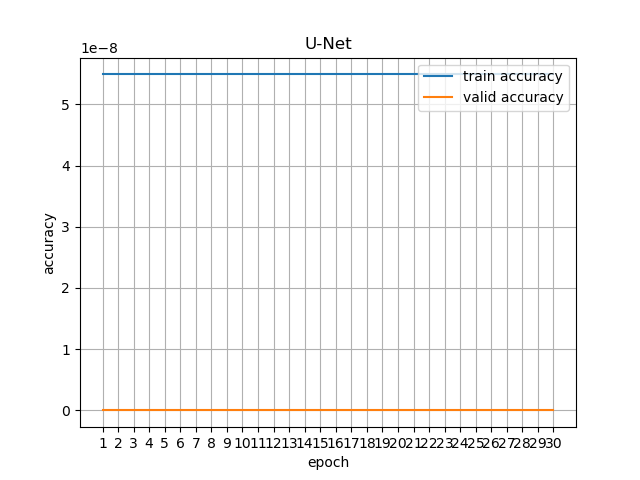 U-Net
1e−8
train accuracy
valid accuracy
5
4
3
2
1
0
accuracy
1 2 3 4 5 6 7 8 9 10 11 12 13 14 15 16 17 18 19 20 21 22 23 24 25 26 27 28 29 30
epoch